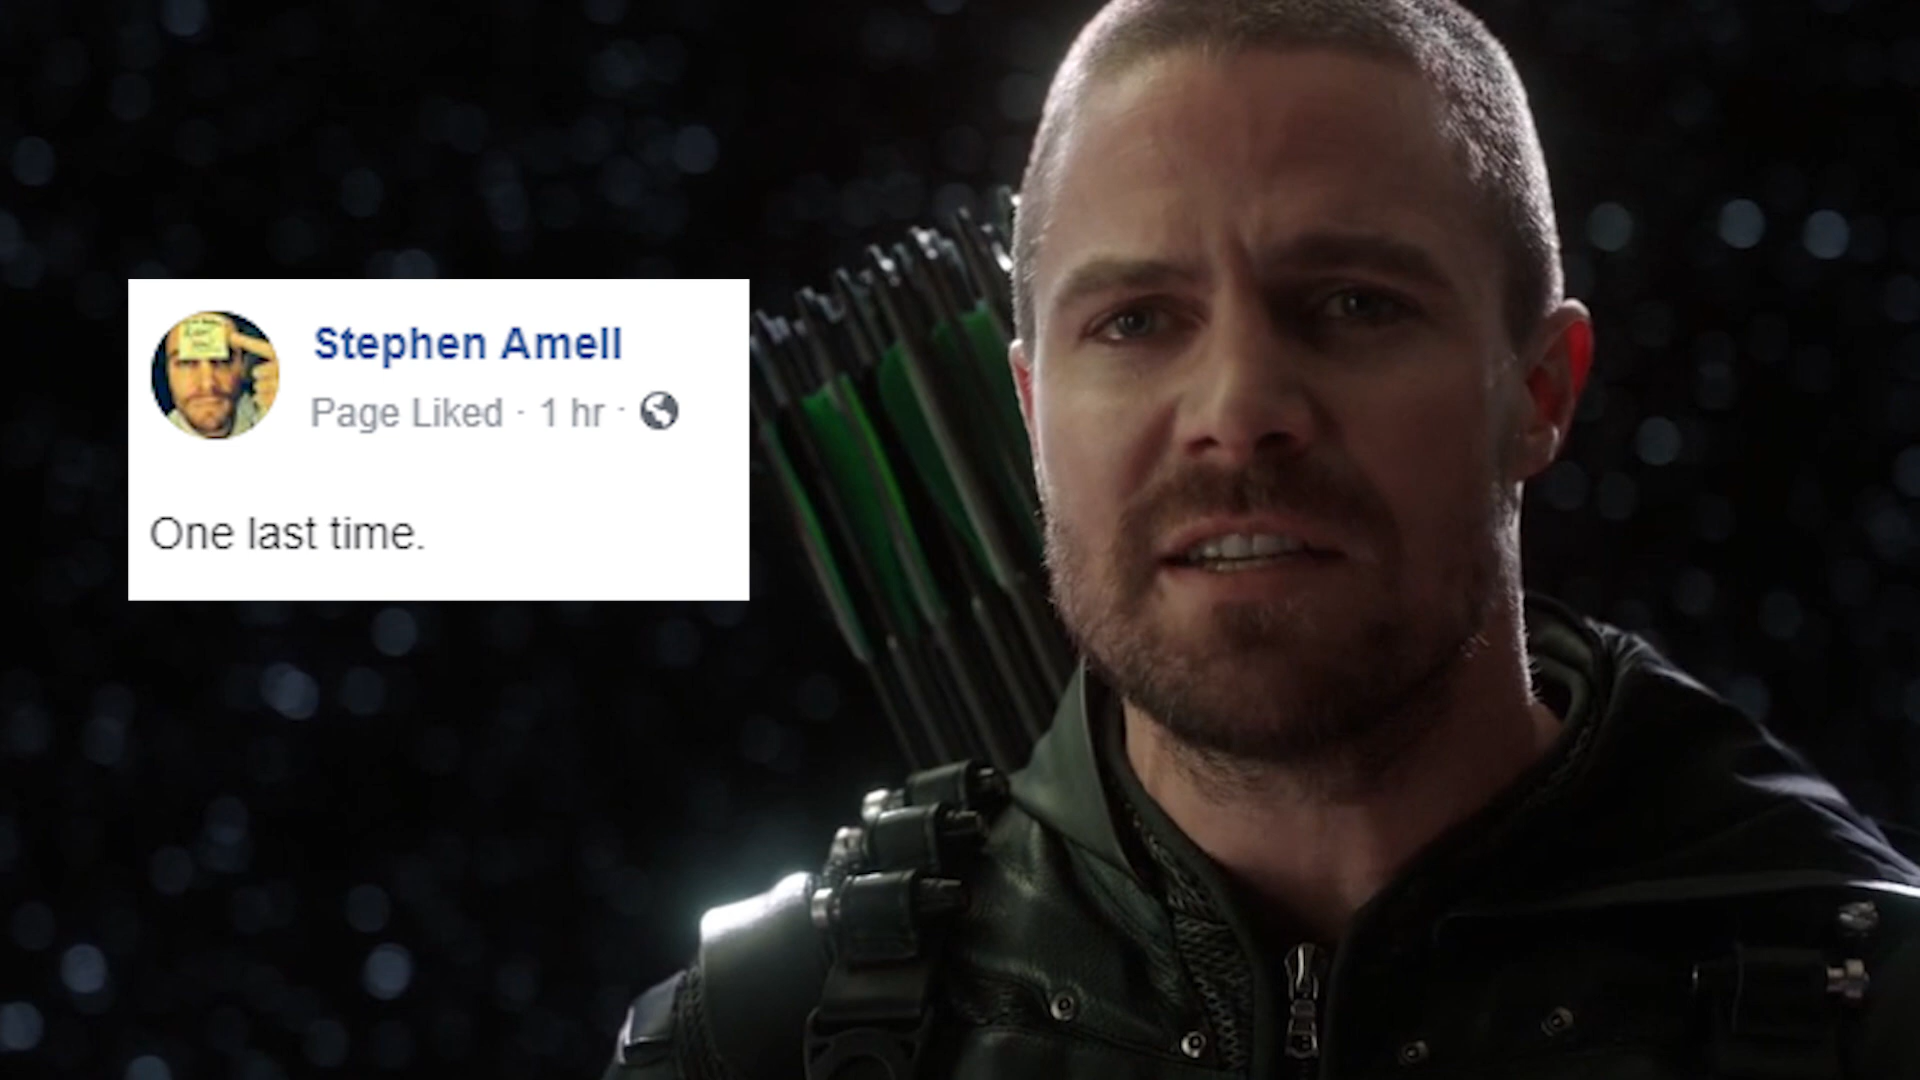 Stephen Amell
Page Liked · 1 hr ·
One last time.